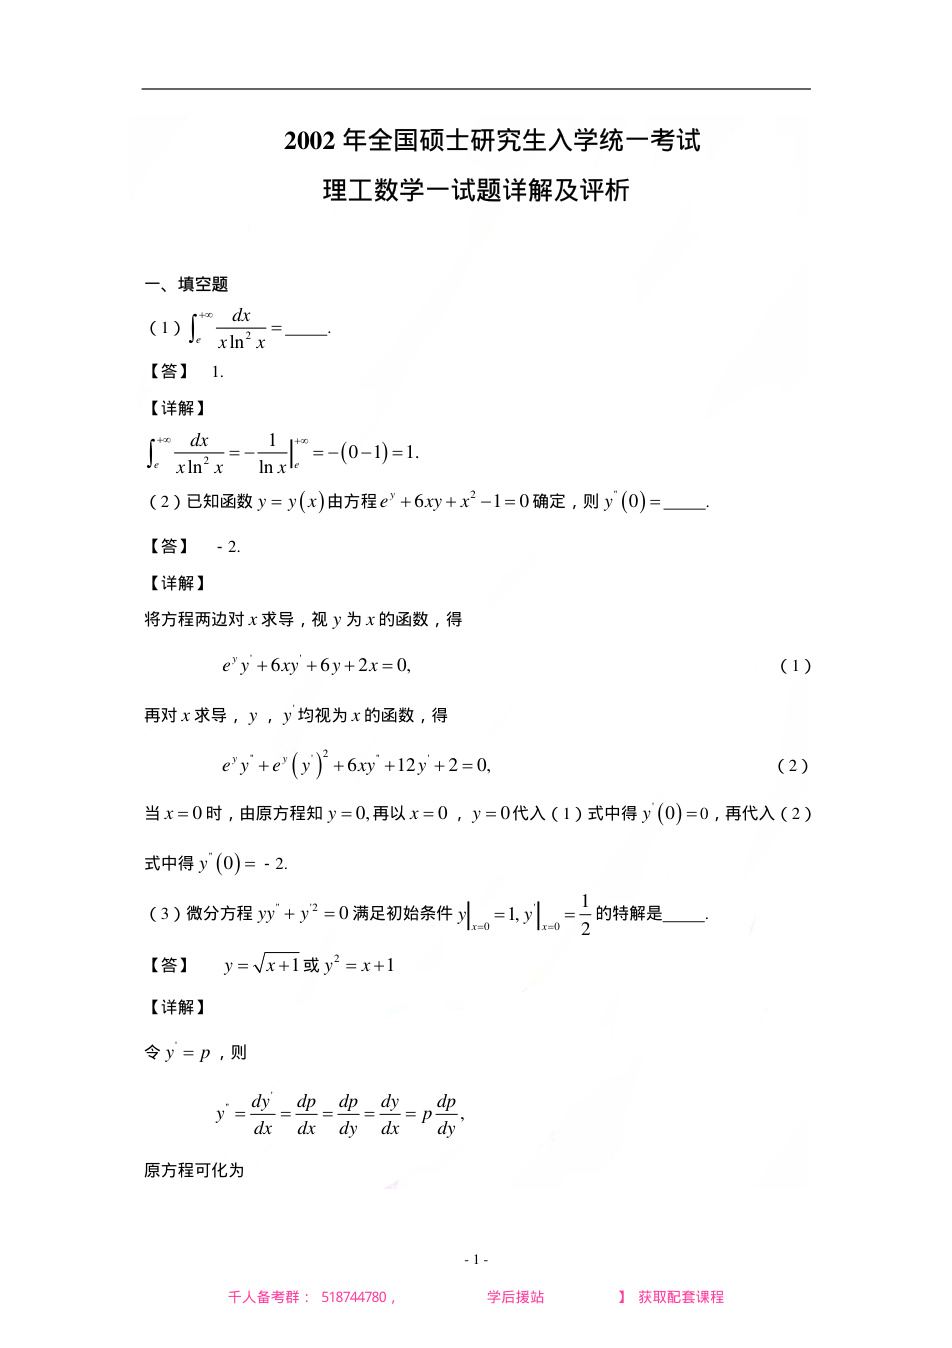 2002 年全国硕士研究生入学统一考试
理工数学一试题详解及评析
一、填空题
（1）∫_e^{+∞} dx/(x ln² x) = _____.
【答】 1.
【详解】
∫_e^{+∞} dx/(x ln² x) = −1/ln x |_e^{+∞} = −(0−1) = 1.
（2）已知函数 y = y(x) 由方程 e^y + 6xy + x² − 1 = 0 确定，则 y''(0) = _____.
【答】 - 2.
【详解】
将方程两边对 x 求导，视 y 为 x 的函数，得
e^y y' + 6xy' + 6y + 2x = 0, （1）
再对 x 求导， y ， y' 均视为 x 的函数，得
e^y y'' + e^y (y')² + 6xy'' + 12y' + 2 = 0, （2）
当 x = 0 时，由原方程知 y = 0, 再以 x = 0 ， y = 0 代入（1）式中得 y'(0) = 0，再代入（2）
式中得 y''(0) = - 2.
（3）微分方程 yy'' + y'² = 0 满足初始条件 y|_{x=0} = 1, y'|_{x=0} = 1/2 的特解是_____.
【答】 y = √(x+1) 或 y² = x+1
【详解】
令 y' = p ，则
y'' = dy'/dx = dp/dx = dp/dy = dy/dx = p dp/dy ,
原方程可化为
- 1 -
千人备考群： 518744780， 学后援站 】 获取配套课程